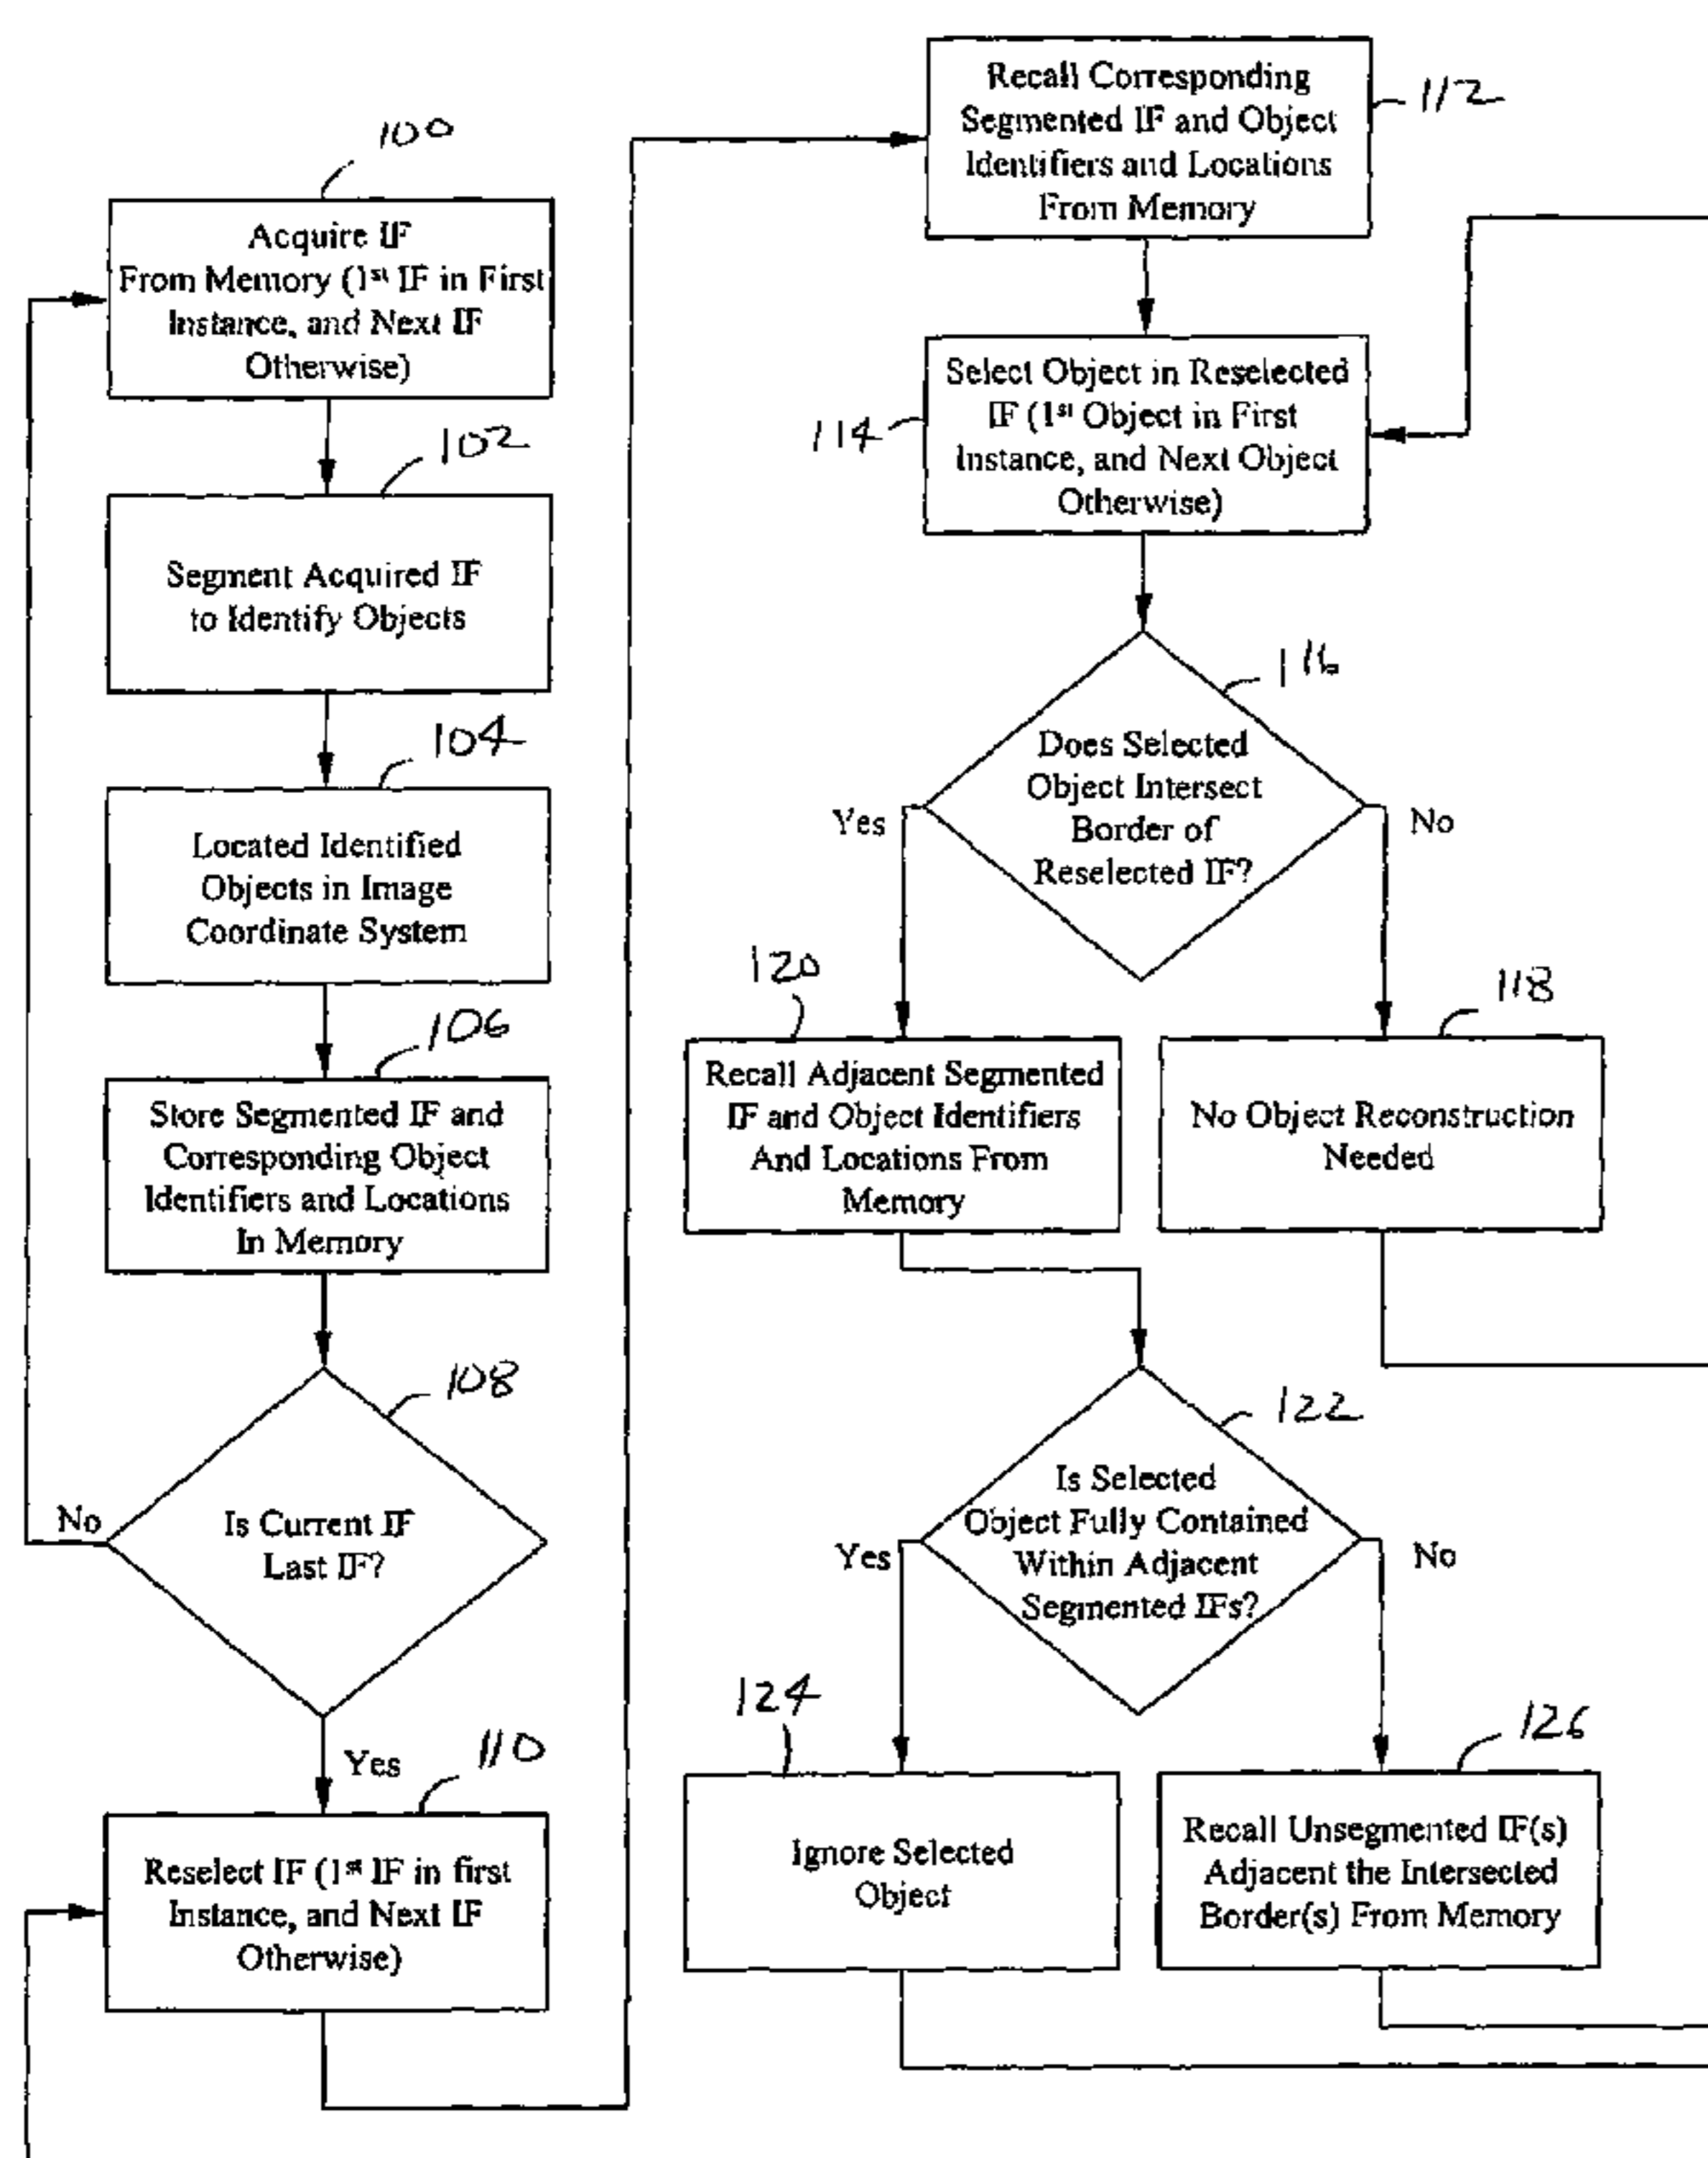 100
Acquire IF
From Memory (1st IF in First
Instance, and Next IF
Otherwise)
102
Segment Acquired IF
to Identify Objects
104
Located Identified
Objects in Image
Coordinate System
106
Store Segmented IF and
Corresponding Object
Identifiers and Locations
In Memory
108
Is Current IF
Last IF?
No
Yes
110
Reselect IF (1st IF in first
Instance, and Next IF
Otherwise)
112
Recall Corresponding
Segmented IF and Object
Identifiers and Locations
From Memory
114
Select Object in Reselected
IF (1st Object in First
Instance, and Next Object
Otherwise)
116
Does Selected
Object Intersect
Border of
Reselected IF?
Yes
No
120
Recall Adjacent Segmented
IF and Object Identifiers
And Locations From
Memory
118
No Object Reconstruction
Needed
122
Is Selected
Object Fully Contained
Within Adjacent
Segmented IFs?
Yes
No
124
Ignore Selected
Object
126
Recall Unsegmented IF(s)
Adjacent the Intersected
Border(s) From Memory